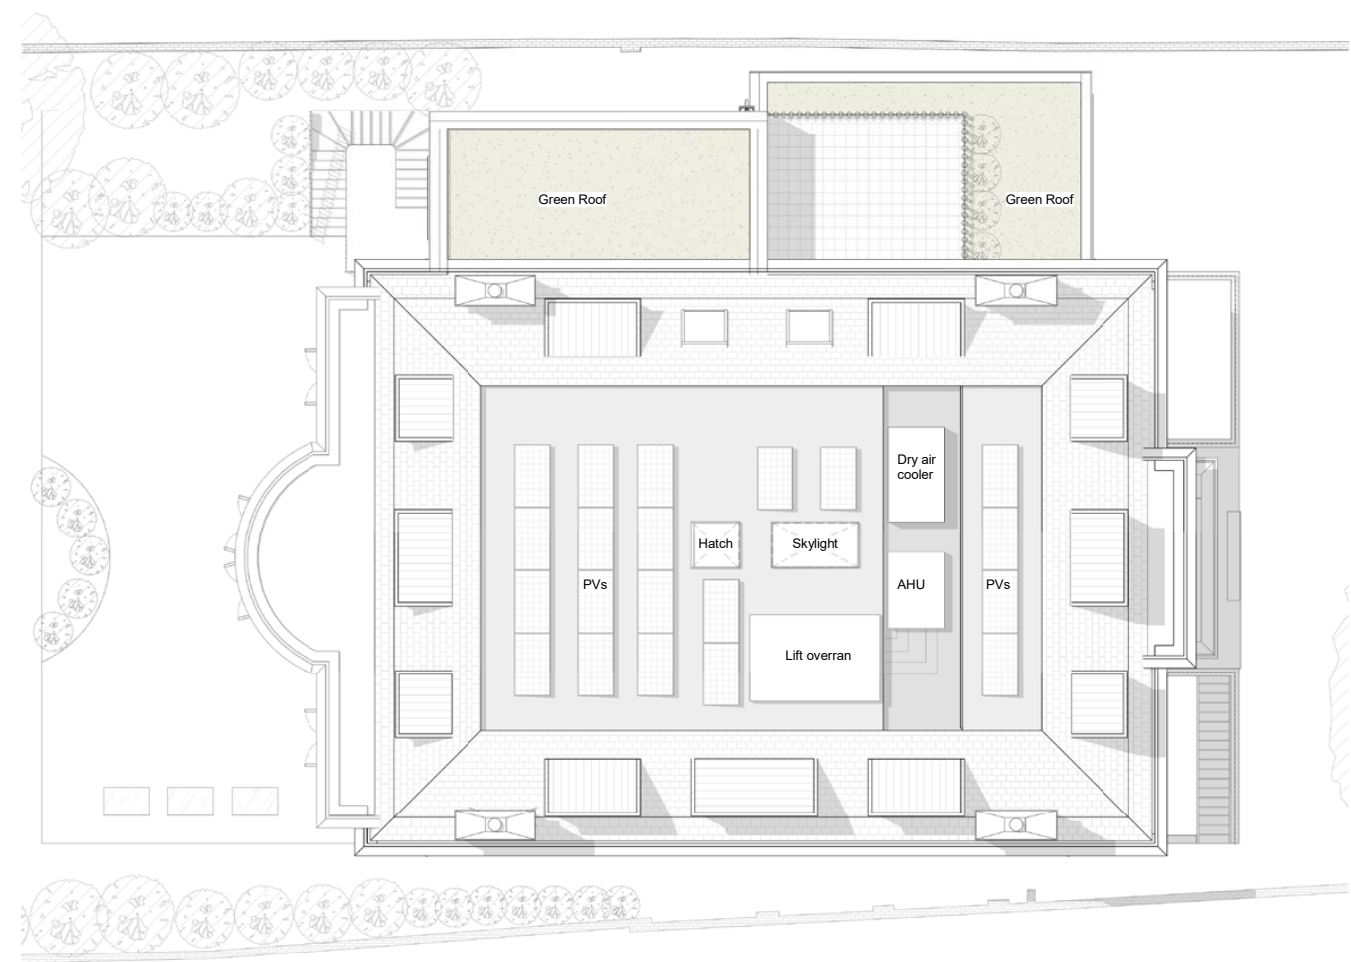 Green Roof
Green Roof
Dry air
cooler
Hatch
Skylight
PVs
AHU
PVs
Lift overran